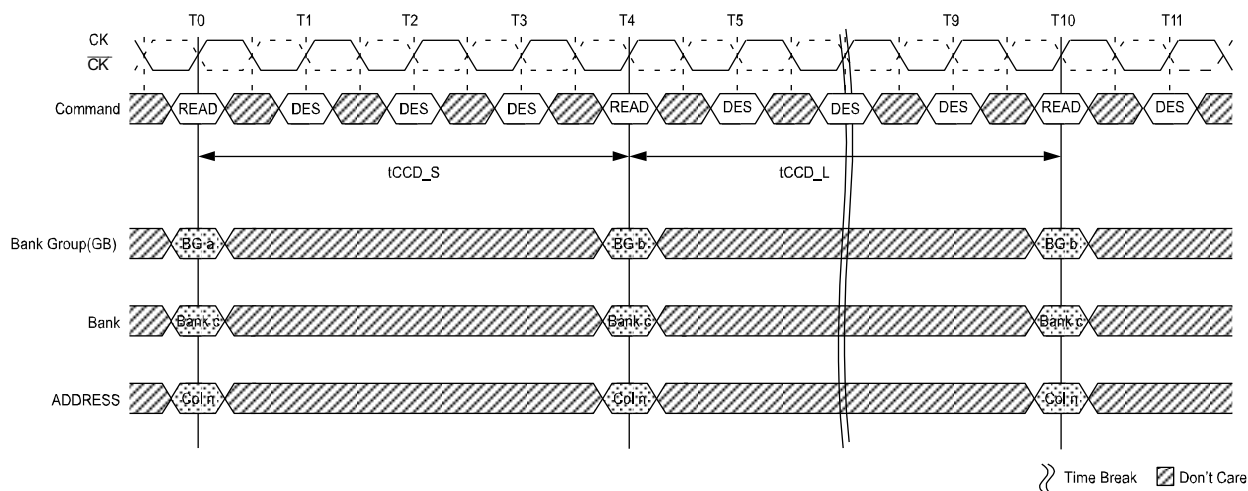 T0 T1 T2 T3 T4 T5 T9 T10 T11
CK
CK
Command READ DES DES DES READ DES DES DES READ DES
tCCD_S tCCD_L
Bank Group(GB) BG a BG b BG b
Bank Bank c Bank c Bank c
ADDRESS Col n Col n Col n
Time Break Don't Care